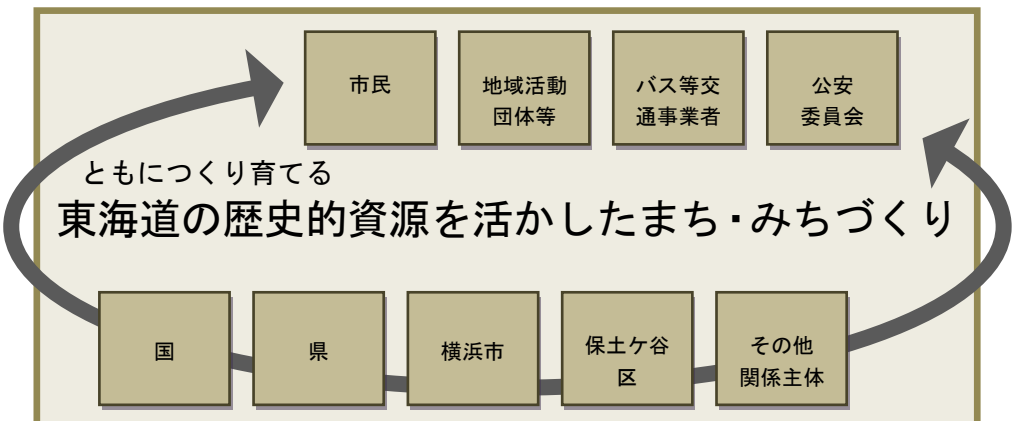 市民
地域活動
団体等
バス等交
通事業者
公安
委員会
ともにつくり育てる
東海道の歴史的資源を活かしたまち・みちづくり
国
県
横浜市
保土ケ谷
区
その他
関係主体